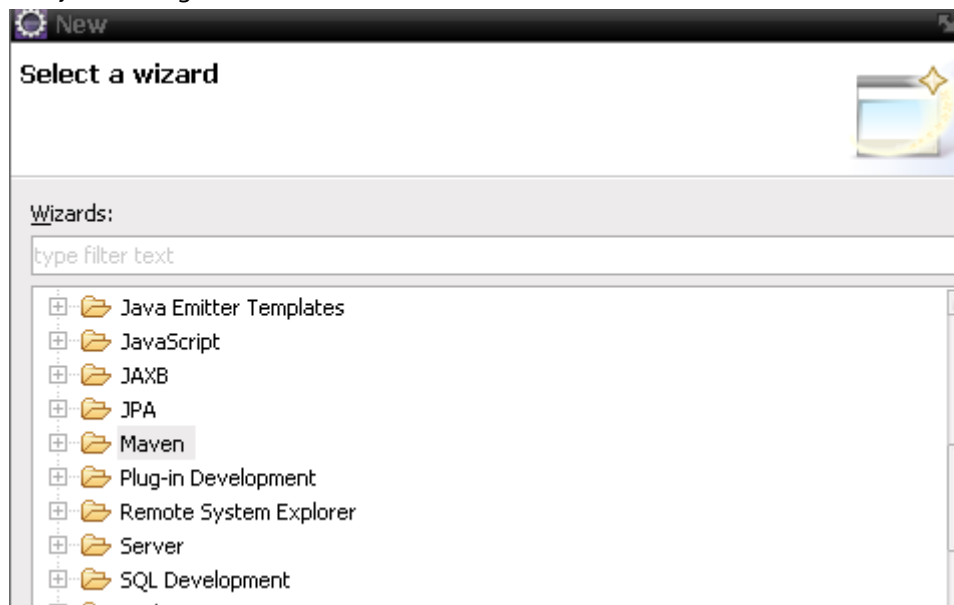 New
Select a wizard
Wizards:
type filter text
Java Emitter Templates
JavaScript
JAXB
JPA
Maven
Plug-in Development
Remote System Explorer
Server
SQL Development